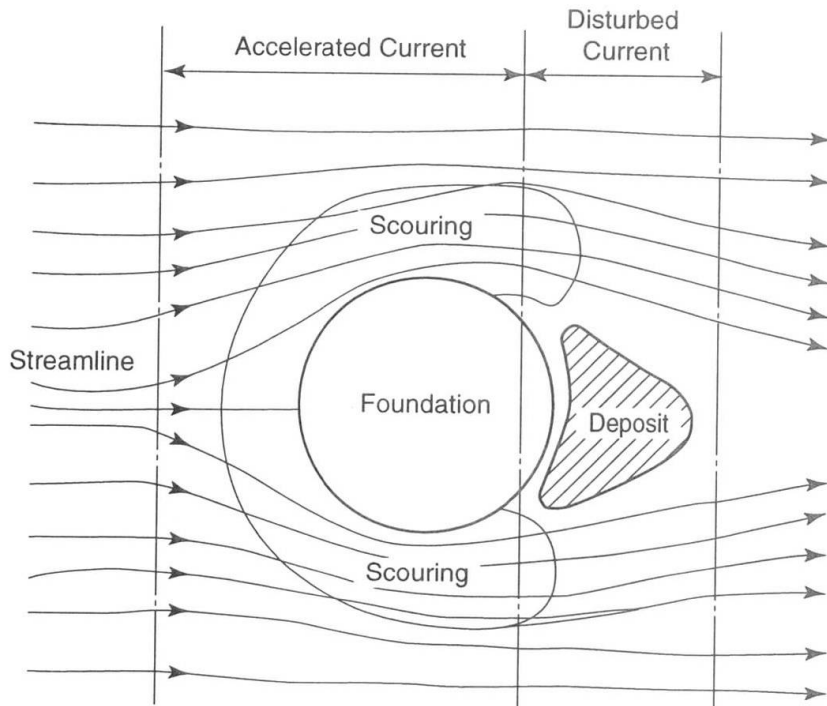 Accelerated Current
Disturbed
Current
Scouring
Streamline
Foundation
Deposit
Scouring